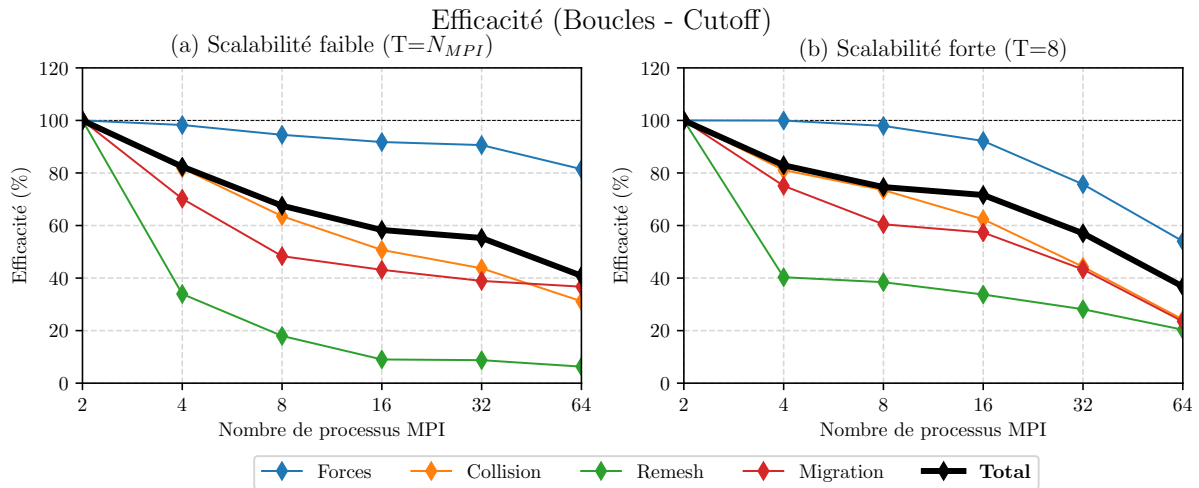 Efficacité (Boucles - Cutoff)
(a) Scalabilité faible (T=N_{MPI})
120
100
80
60
40
20
0
Efficacité (%)
2 4 8 16 32 64
Nombre de processus MPI
(b) Scalabilité forte (T=8)
120
100
80
60
40
20
0
Efficacité (%)
2 4 8 16 32 64
Nombre de processus MPI
Forces Collision Remesh Migration Total